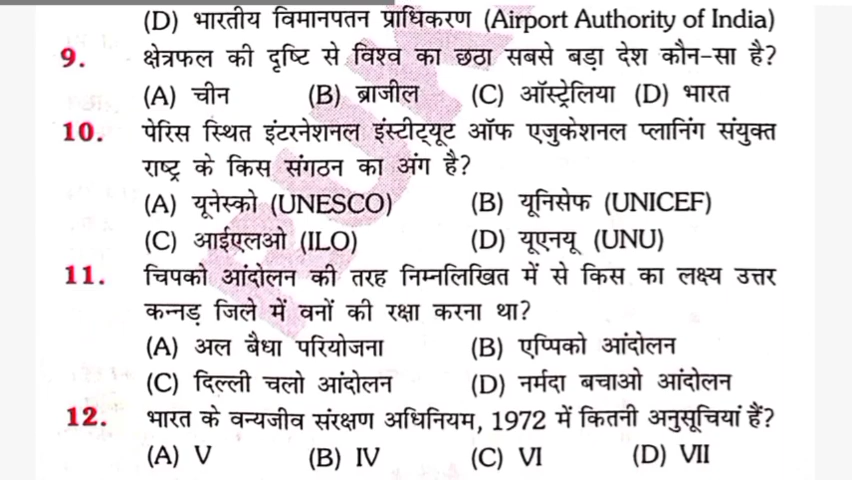 (D) भारतीय विमानपतन प्राधिकरण (Airport Authority of India)
9. क्षेत्रफल की दृष्टि से विश्व का छठा सबसे बड़ा देश कौन-सा है?
(A) चीन (B) ब्राजील (C) ऑस्ट्रेलिया (D) भारत
10. पेरिस स्थित इंटरनेशनल इंस्टीट्यूट ऑफ एजुकेशनल प्लानिंग संयुक्त
राष्ट्र के किस संगठन का अंग है?
(A) यूनेस्को (UNESCO) (B) यूनिसेफ (UNICEF)
(C) आईएलओ (ILO) (D) यूएनयू (UNU)
11. चिपको आंदोलन की तरह निम्नलिखित में से किस का लक्ष्य उत्तर
कन्नड़ जिले में वनों की रक्षा करना था?
(A) अल बैधा परियोजना (B) एप्पिको आंदोलन
(C) दिल्ली चलो आंदोलन (D) नर्मदा बचाओ आंदोलन
12. भारत के वन्यजीव संरक्षण अधिनियम, 1972 में कितनी अनुसूचियां हैं?
(A) V (B) IV (C) VI (D) VII